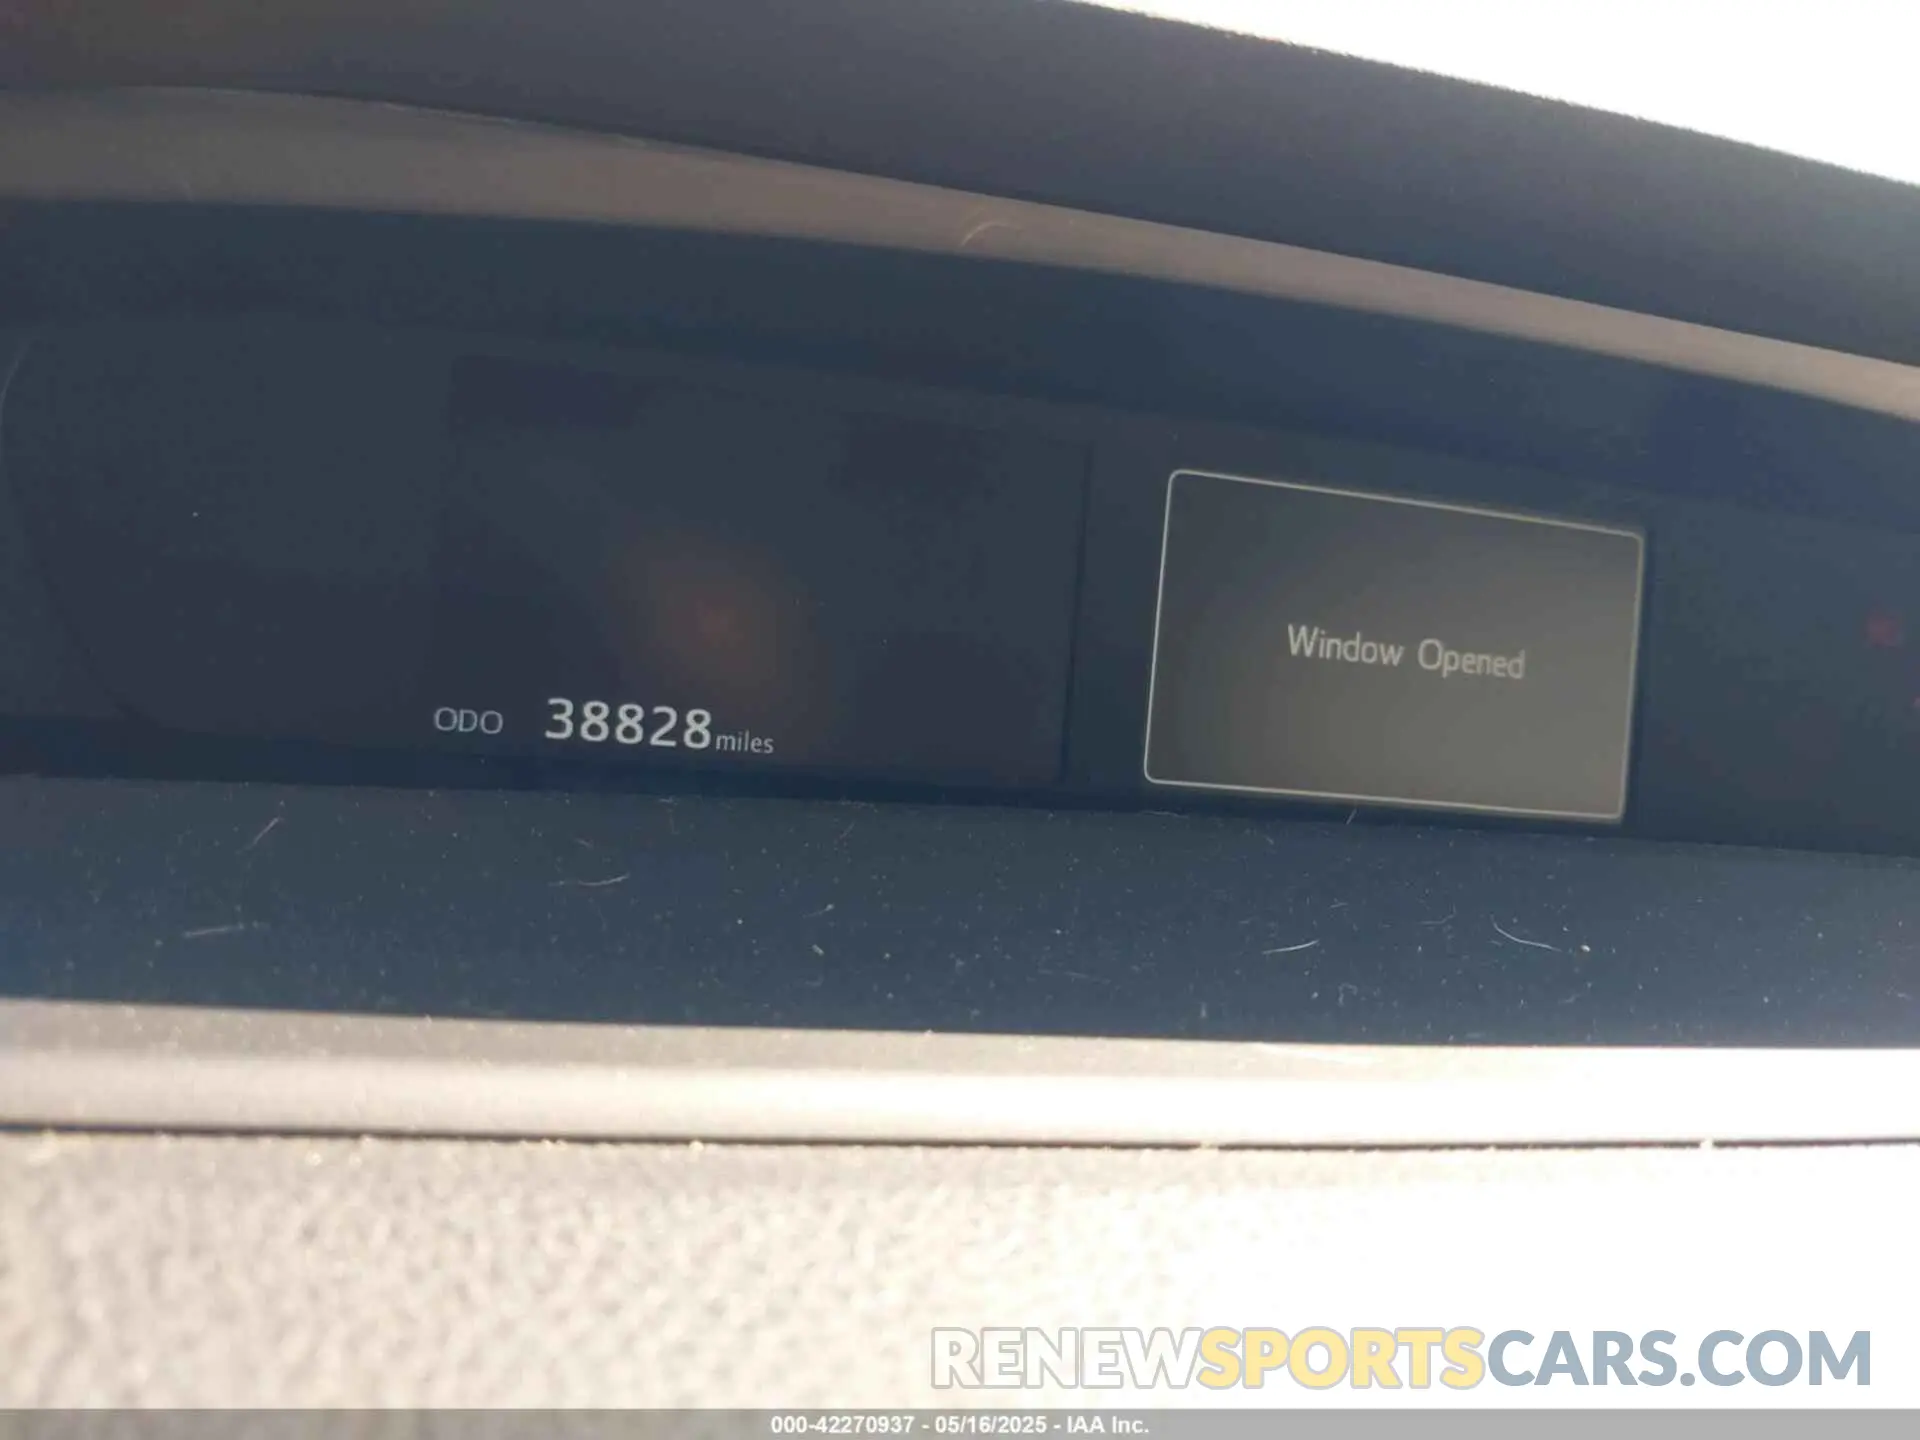 Window Opened
ODO 38828 miles
RENEWSPORTSCARS.COM
000-42270937 - 05/16/2025 - IAA Inc.